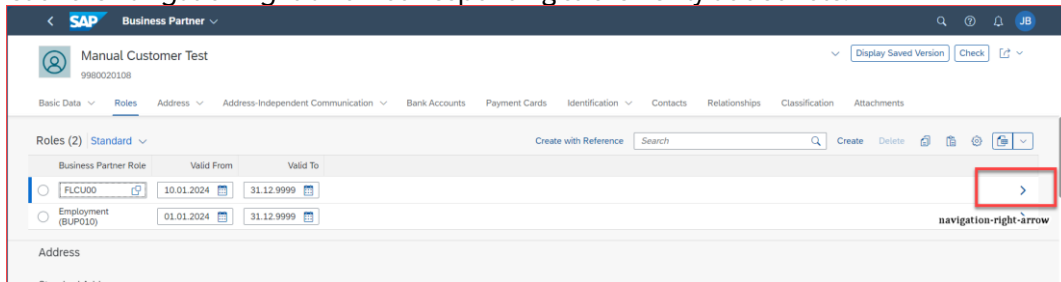 SAP Business Partner
JB
Manual Customer Test
9980020108
Display Saved Version Check
Basic Data Roles Address Address-Independent Communication Bank Accounts Payment Cards Identification Contacts Relationships Classification Attachments
Roles (2) Standard Create with Reference Search Create Delete
Business Partner Role Valid From Valid To
FLCU00 10.01.2024 31.12.9999
Employment
(BUP010) 01.01.2024 31.12.9999
navigation-right-arrow
Address